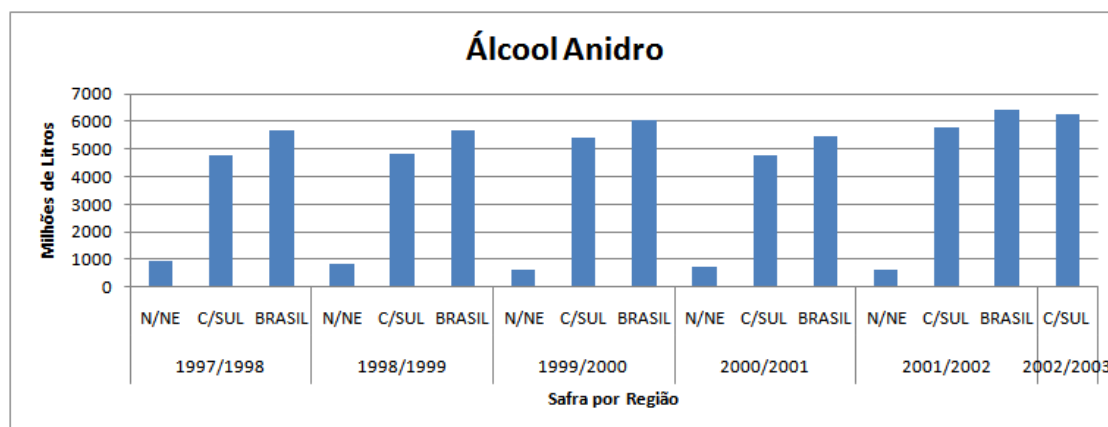 Álcool Anidro
Milhões de Litros
7000
6000
5000
4000
3000
2000
1000
0
N/NE C/SUL BRASIL N/NE C/SUL BRASIL N/NE C/SUL BRASIL N/NE C/SUL BRASIL N/NE C/SUL BRASIL C/SUL
1997/1998 1998/1999 1999/2000 2000/2001 2001/2002 2002/2003
Safra por Região